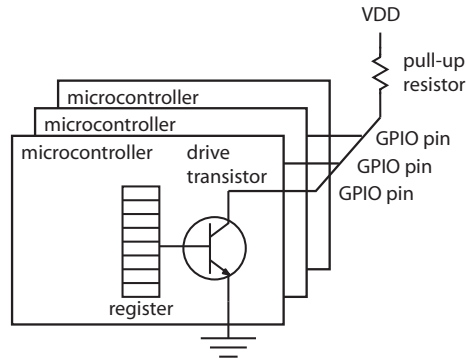 VDD
pull-up
resistor
microcontroller
microcontroller
microcontroller
drive
transistor
GPIO pin
GPIO pin
GPIO pin
register